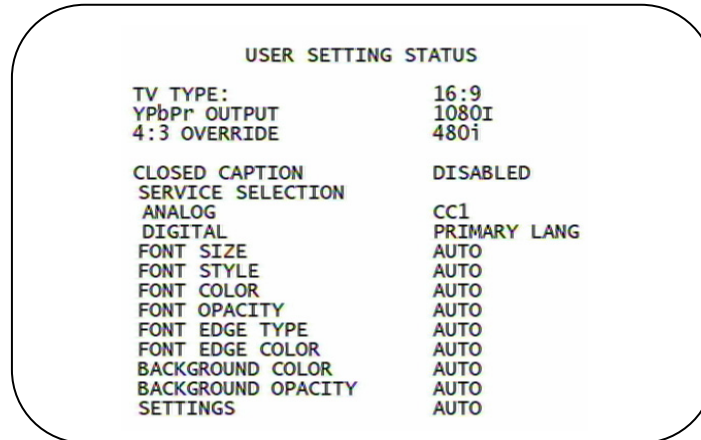 USER SETTING STATUS
TV TYPE: 16:9
YPbPr OUTPUT 1080I
4:3 OVERRIDE 480i
CLOSED CAPTION DISABLED
SERVICE SELECTION
ANALOG CC1
DIGITAL PRIMARY LANG
FONT SIZE AUTO
FONT STYLE AUTO
FONT COLOR AUTO
FONT OPACITY AUTO
FONT EDGE TYPE AUTO
FONT EDGE COLOR AUTO
BACKGROUND COLOR AUTO
BACKGROUND OPACITY AUTO
SETTINGS AUTO